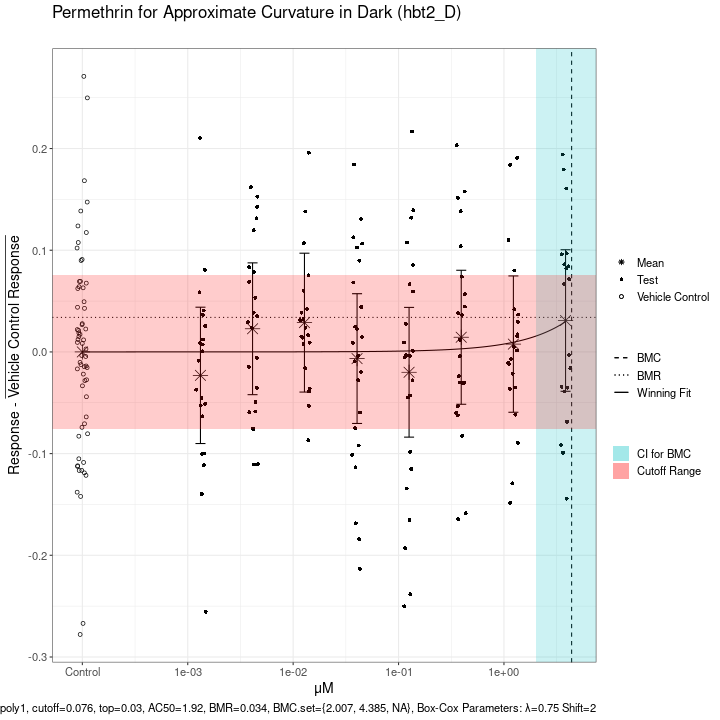 Permethrin for Approximate Curvature in Dark (hbt2_D)
Response - Vehicle Control Response
0.2
0.1
0.0
-0.1
-0.2
-0.3
Control
1e-03
1e-02
1e-01
1e+00
μM
Mean
Test
Vehicle Control
BMC
BMR
Winning Fit
CI for BMC
Cutoff Range
poly1, cutoff=0.076, top=0.03, AC50=1.92, BMR=0.034, BMC.set={2.007, 4.385, NA}, Box-Cox Parameters: λ=0.75 Shift=2